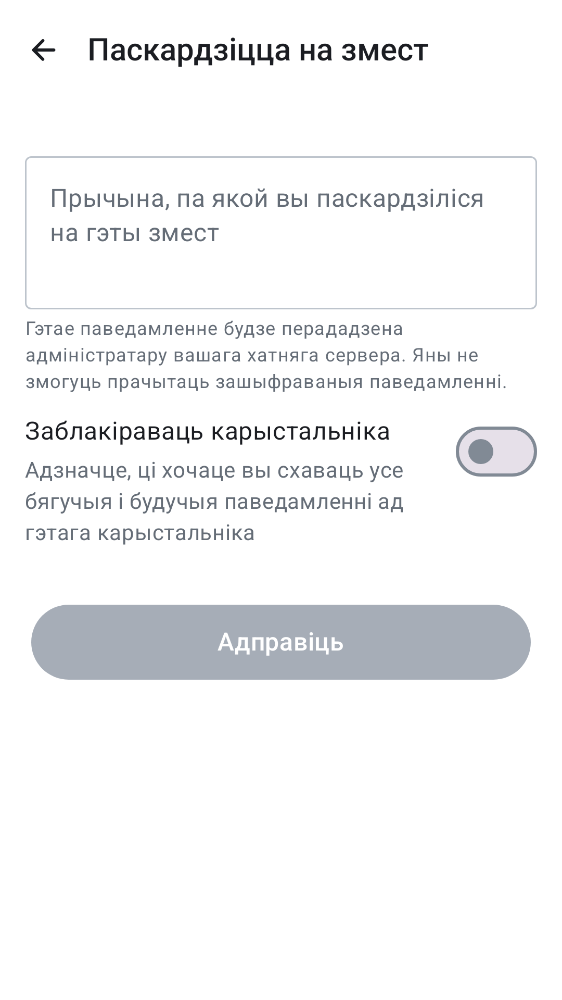 Паскардзіцца на змест
Прычына, па якой вы паскардзіліся
на гэты змест
Гэтае паведамленне будзе перададзена
адміністратару вашага хатняга сервера. Яны не
змогуць прачытаць зашыфраваныя паведамленні.
Заблакіраваць карыстальніка
Адзначце, ці хочаце вы схаваць усе
бягучыя і будучыя паведамленні ад
гэтага карыстальніка
Адправіць